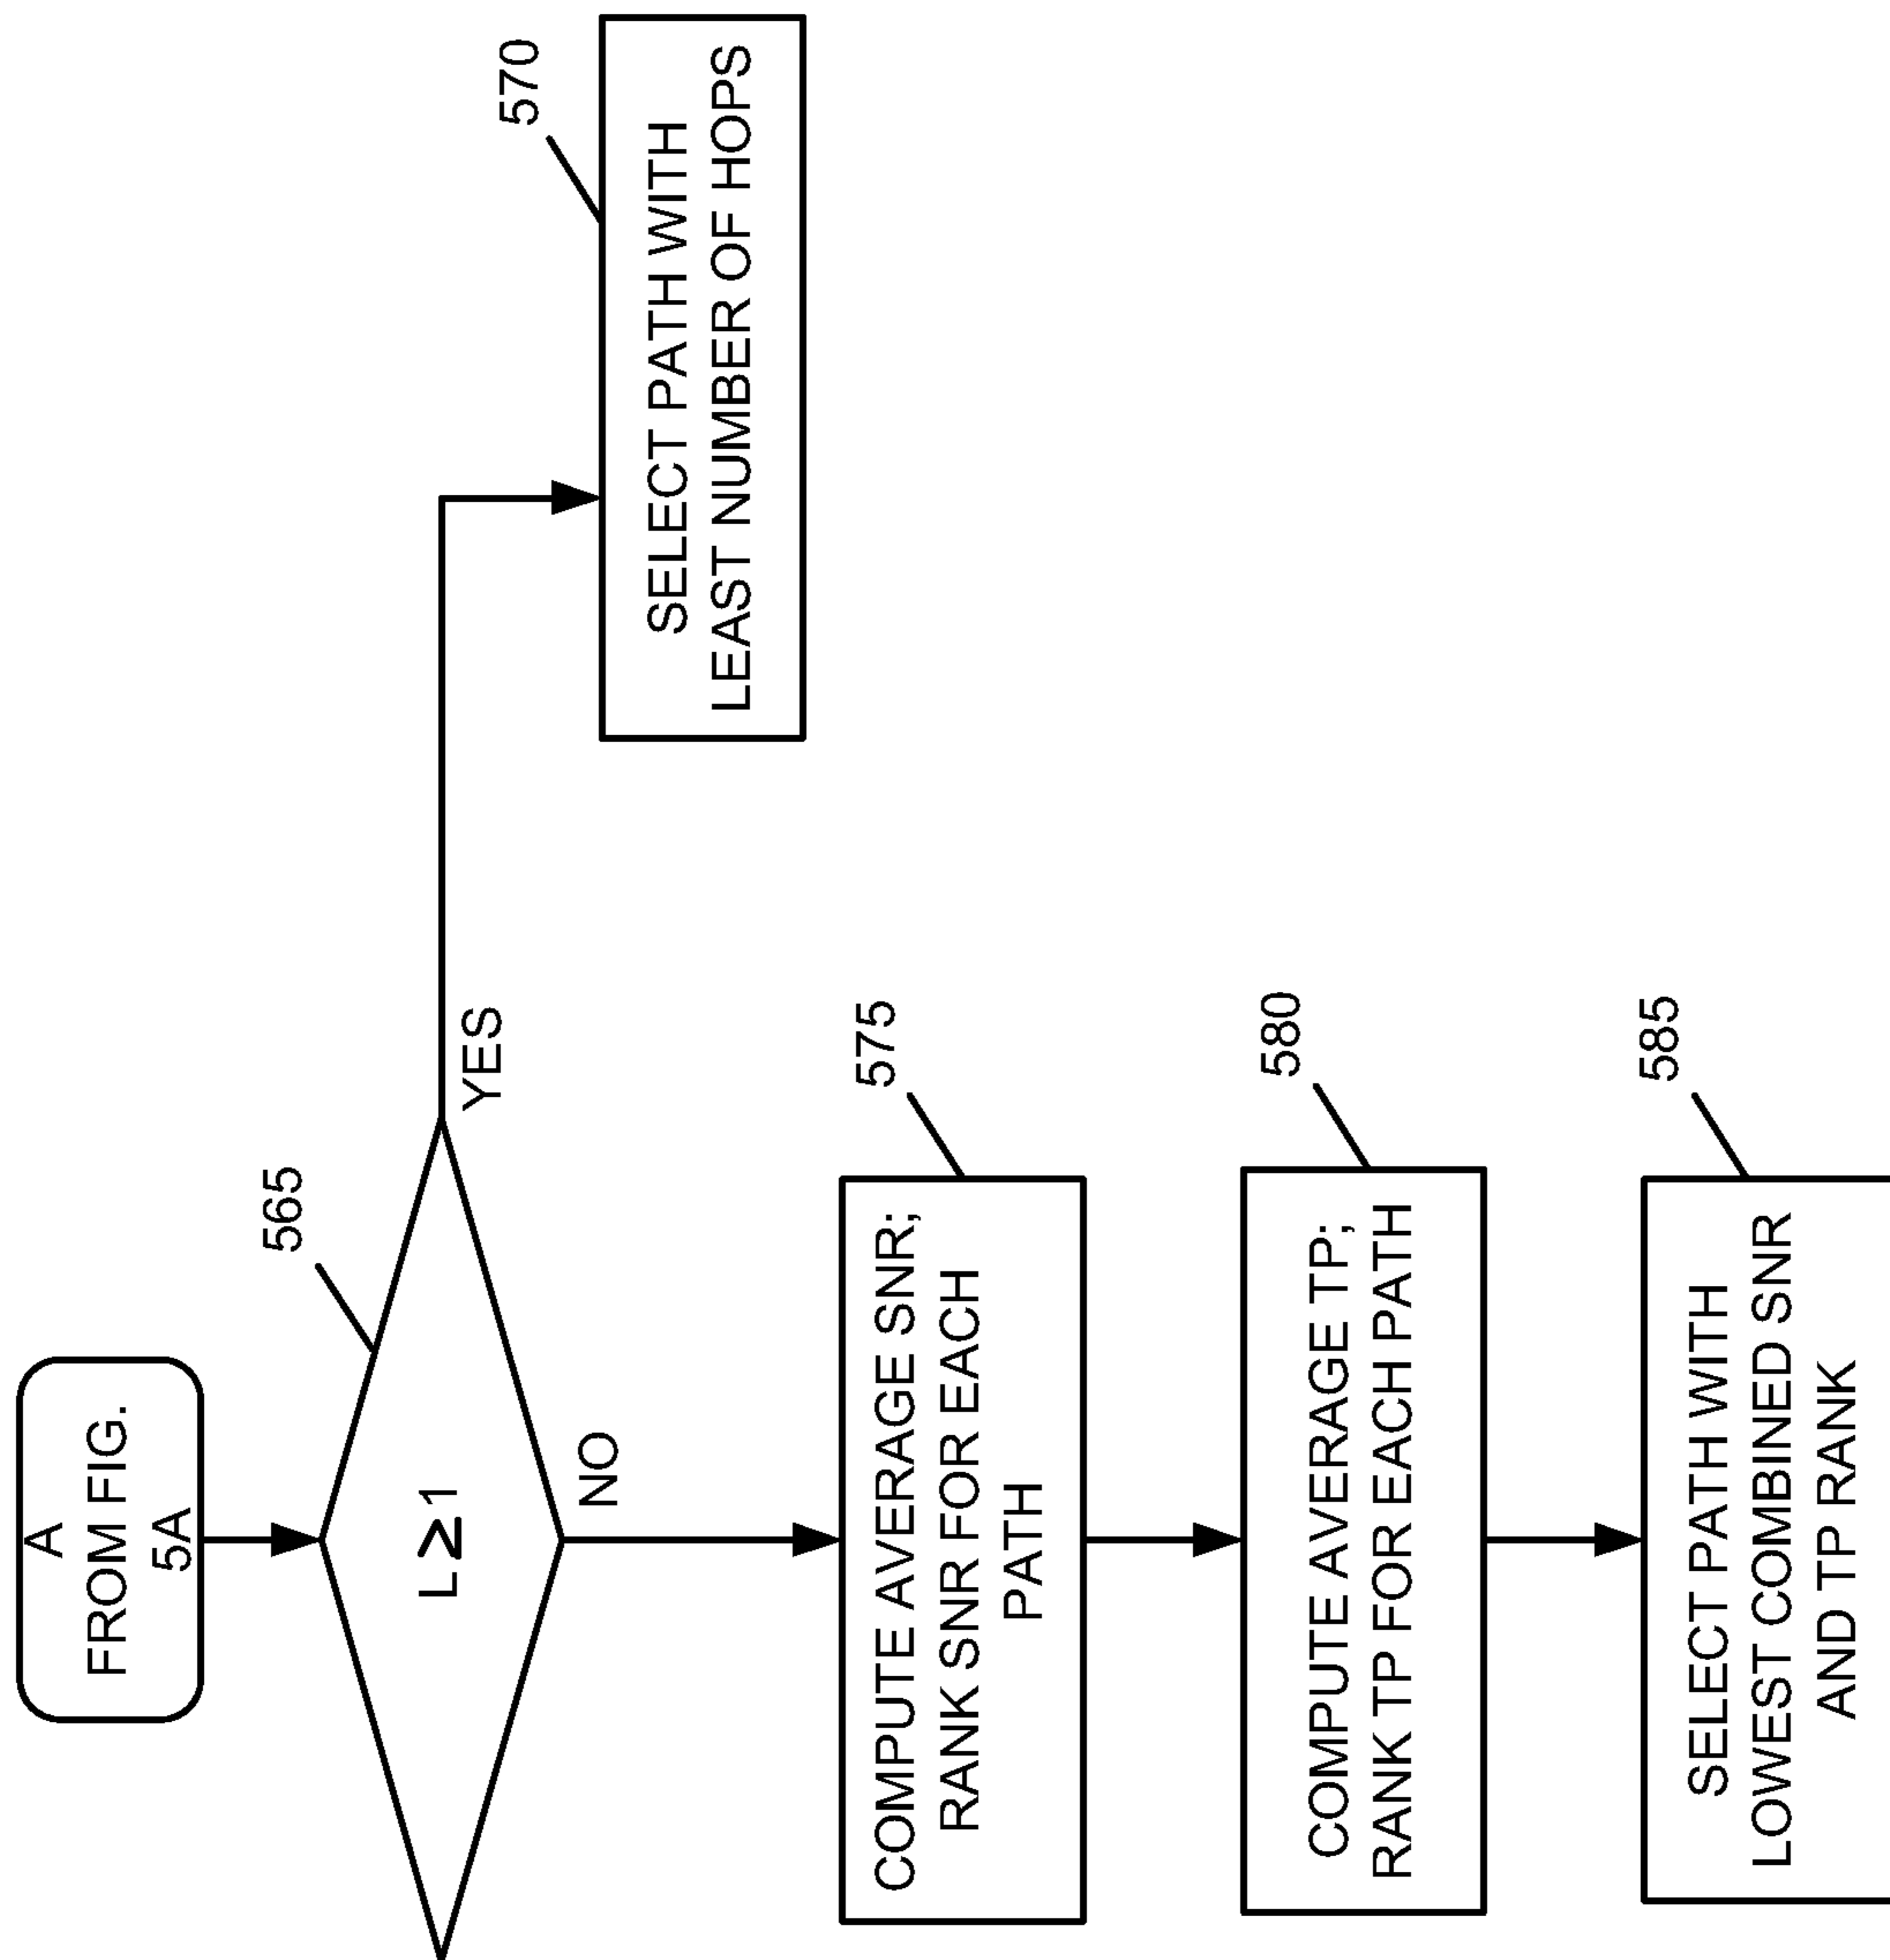 A
FROM FIG.
5A
565
L ≥ 1
YES
NO
570
SELECT PATH WITH
LEAST NUMBER OF HOPS
575
COMPUTE AVERAGE SNR;
RANK SNR FOR EACH
PATH
580
COMPUTE AVERAGE TP;
RANK TP FOR EACH PATH
585
SELECT PATH WITH
LOWEST COMBINED SNR
AND TP RANK